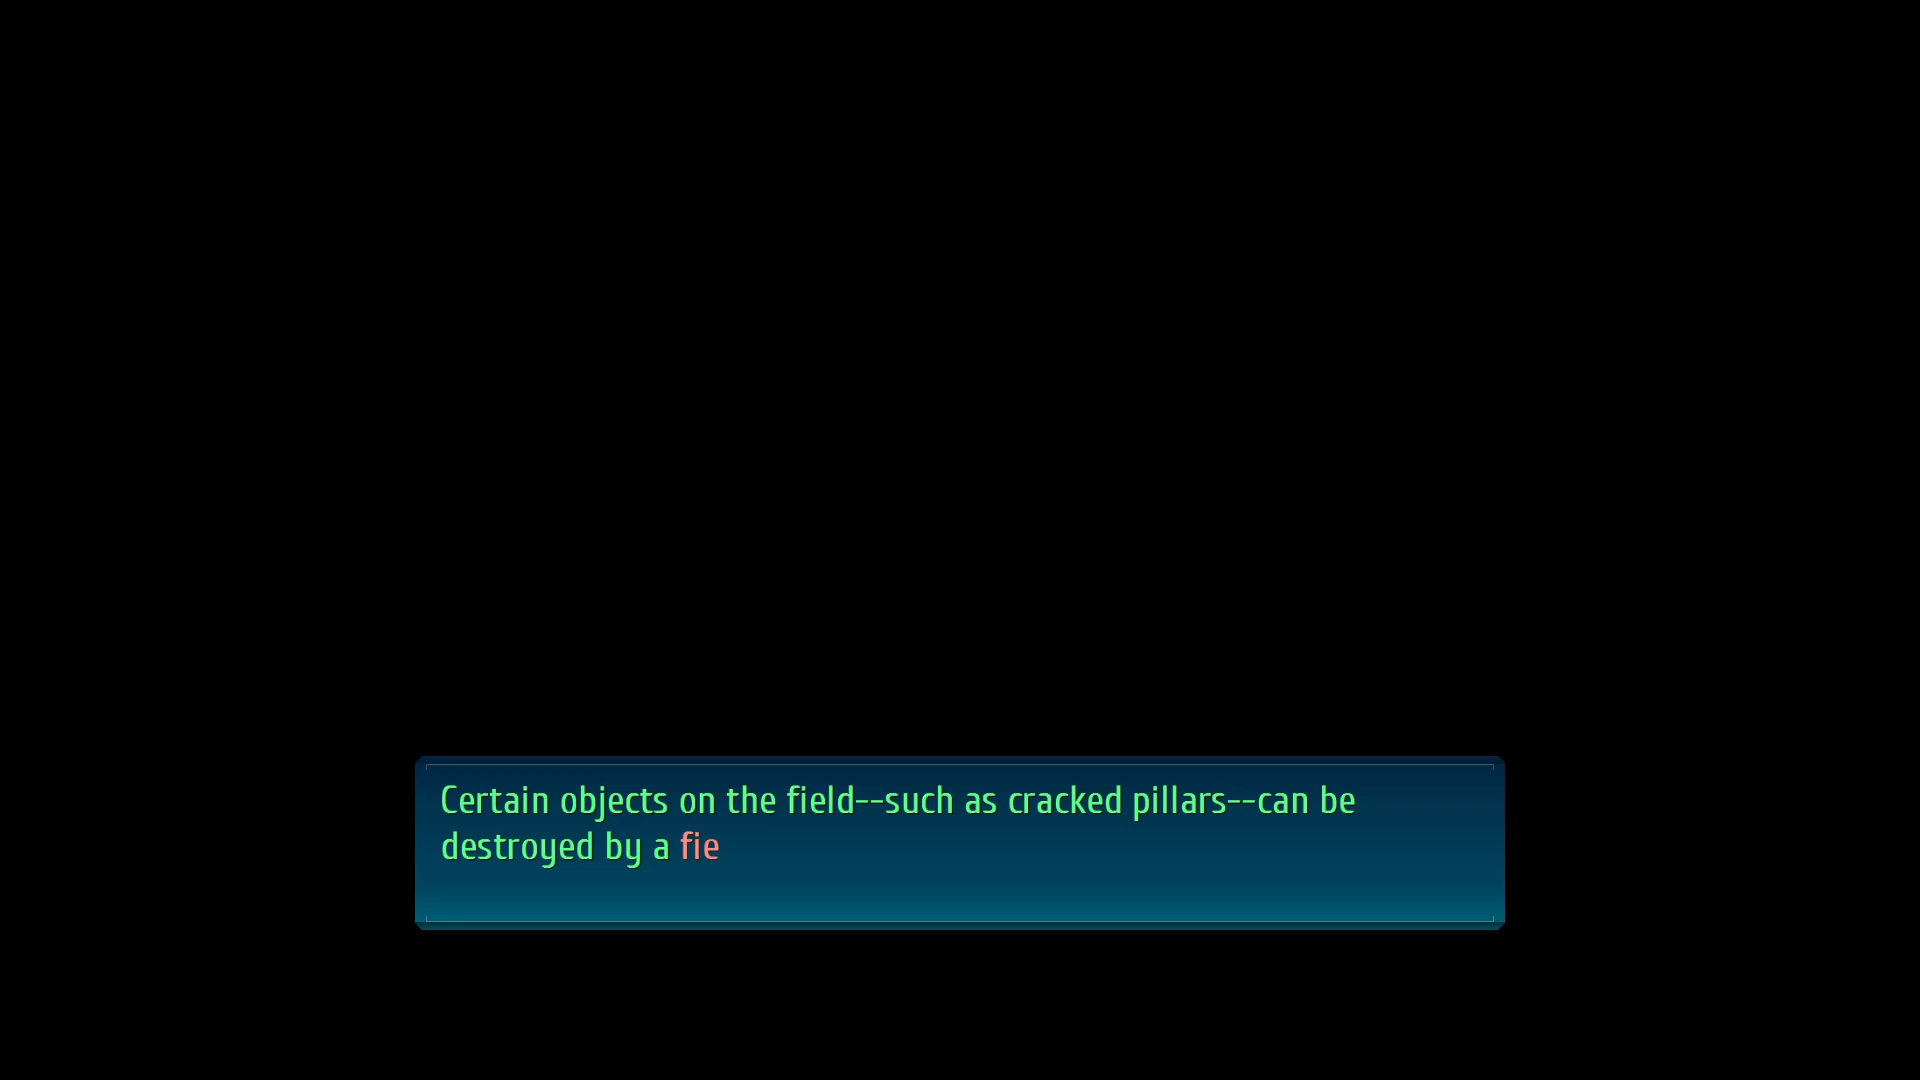 Certain objects on the field--such as cracked pillars--can be
destroyed by a fie